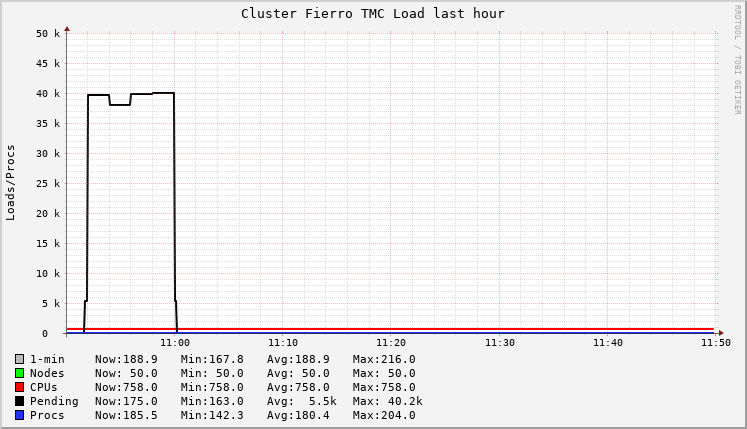 Cluster Fierro TMC Load last hour
RRDTOOL / TOBI OETIKER
Loads/Procs
50 k
45 k
40 k
35 k
30 k
25 k
20 k
15 k
10 k
5 k
0
11:00 11:10 11:20 11:30 11:40 11:50
1-min Now:188.9 Min:167.8 Avg:188.9 Max:216.0
Nodes Now: 50.0 Min: 50.0 Avg: 50.0 Max: 50.0
CPUs Now:758.0 Min:758.0 Avg:758.0 Max:758.0
Pending Now:175.0 Min:163.0 Avg: 5.5k Max: 40.2k
Procs Now:185.5 Min:142.3 Avg:180.4 Max:204.0